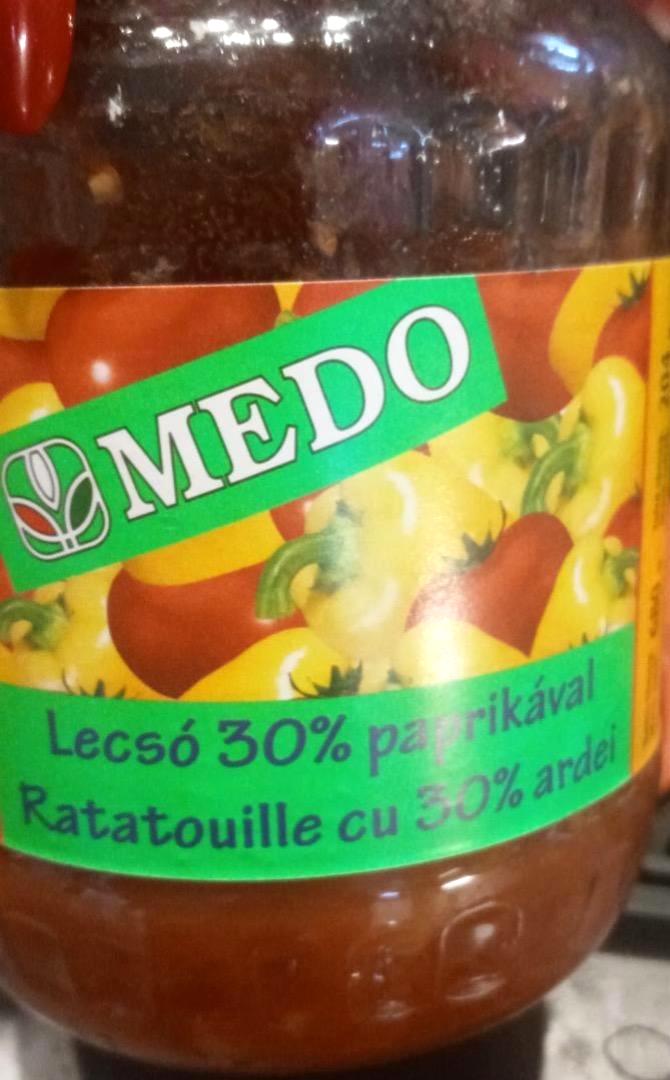 MEDO
Lecsó 30% paprikával
Ratatouille cu 30% ardei